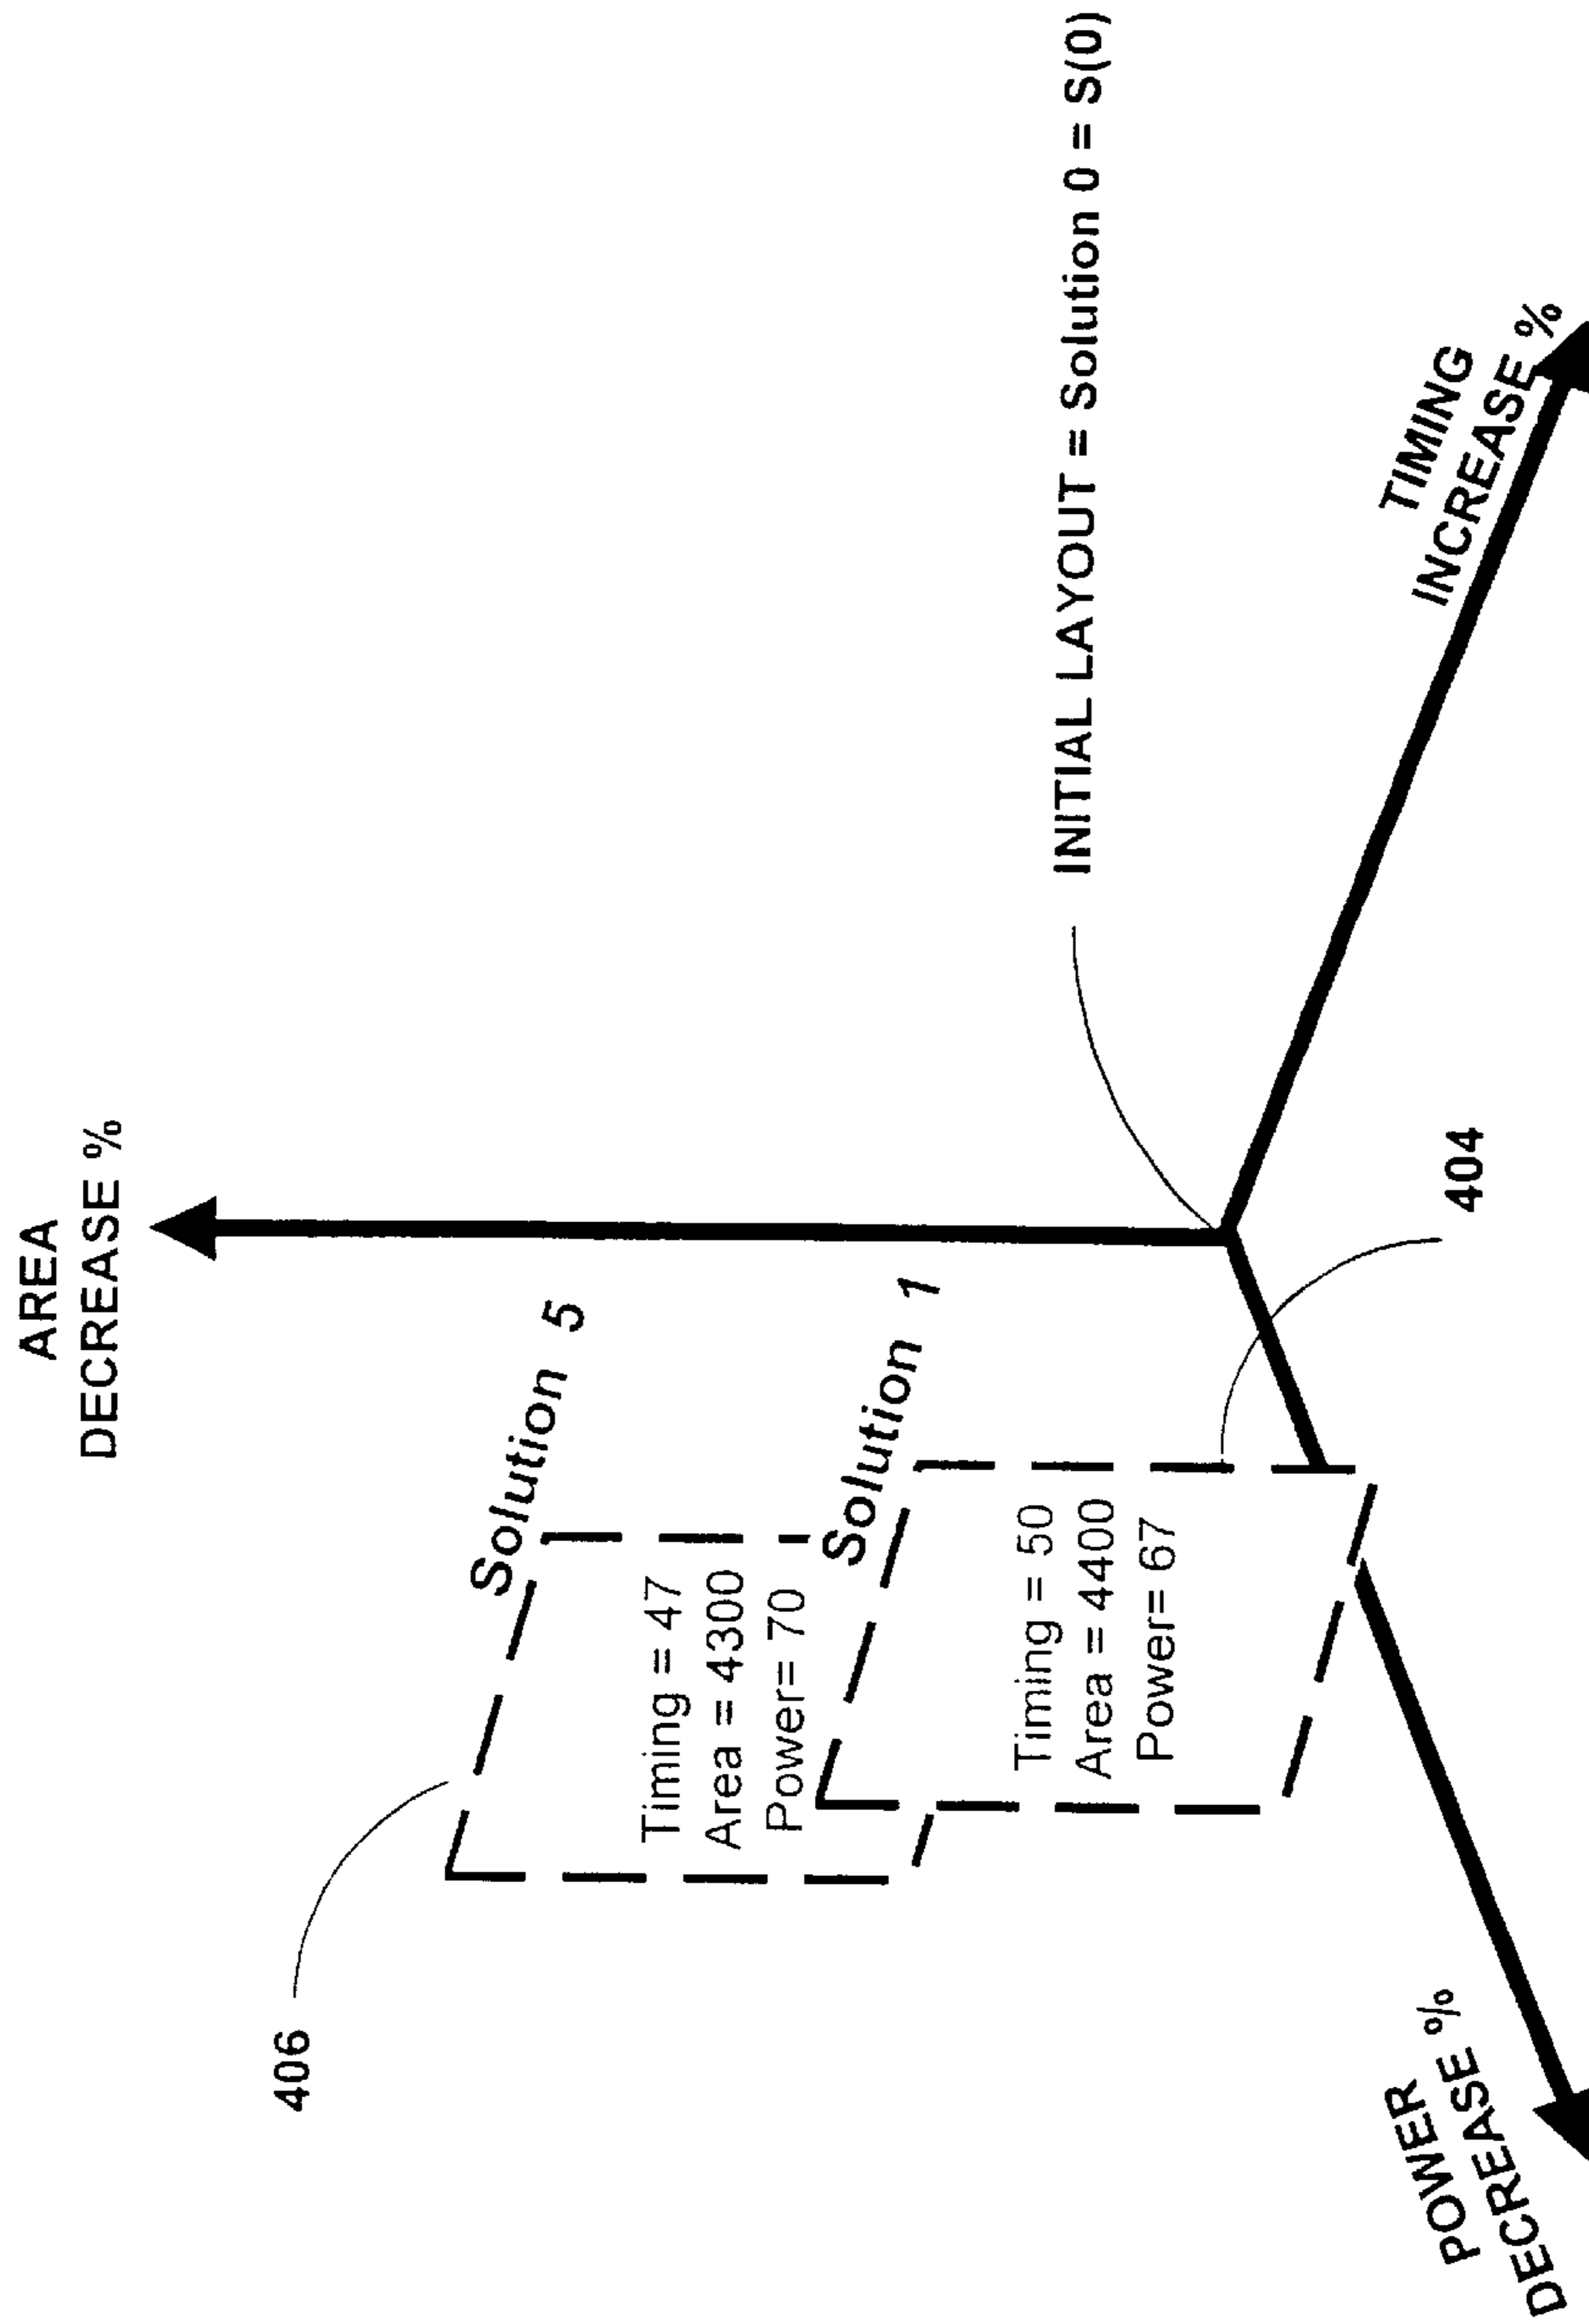 AREA
DECREASE %
406
Solution 5
Timing = 47
Area = 4300
Power= 70
Solution 1
Timing = 50
Area = 4400
Power= 67
INITIAL LAYOUT = Solution 0 = S(0)
404
POWER
DECREASE %
TIMING
INCREASE %